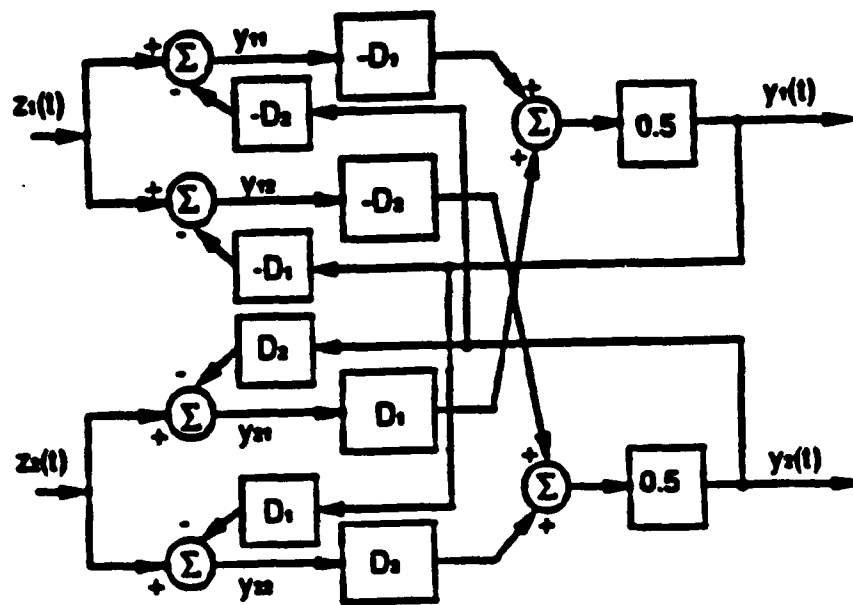 + Σ y₁₁ -D₁
- -D₂
z₁(t)
+ Σ 0.5 y₁(t)
+
+ Σ y₁₂ -D₂
- -D₁
D₂
-
Σ y₂₁ D₁
+
z₂(t)
+ Σ 0.5 y₂(t)
+
- D₁
Σ y₂₂ D₂
+